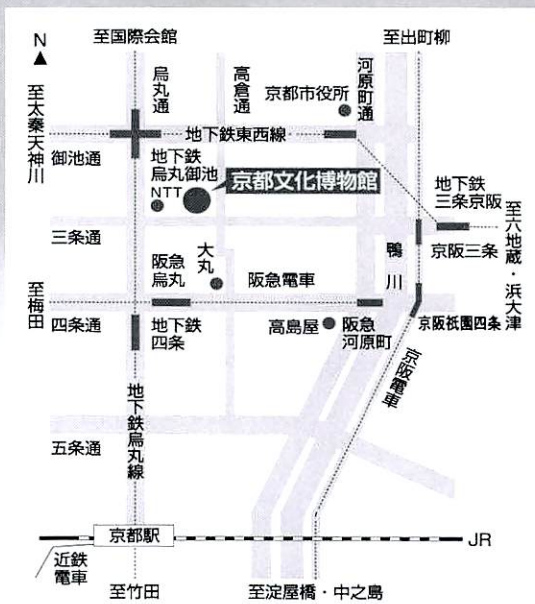 N
至国際会館
至出町柳
烏丸通
高倉通
河原町通
京都市役所
至太秦天神川
地下鉄東西線
御池通
地下鉄
烏丸御池
NTT
京都文化博物館
地下鉄
三条京阪
至六地蔵・浜大津
三条通
京阪三条
大丸
鴨川
阪急
烏丸
阪急電車
至梅田
四条通
地下鉄
四条
高島屋
阪急
河原町
京阪祇園四条
京阪電車
地下鉄烏丸線
五条通
京都駅
JR
近鉄
電車
至竹田
至淀屋橋・中之島